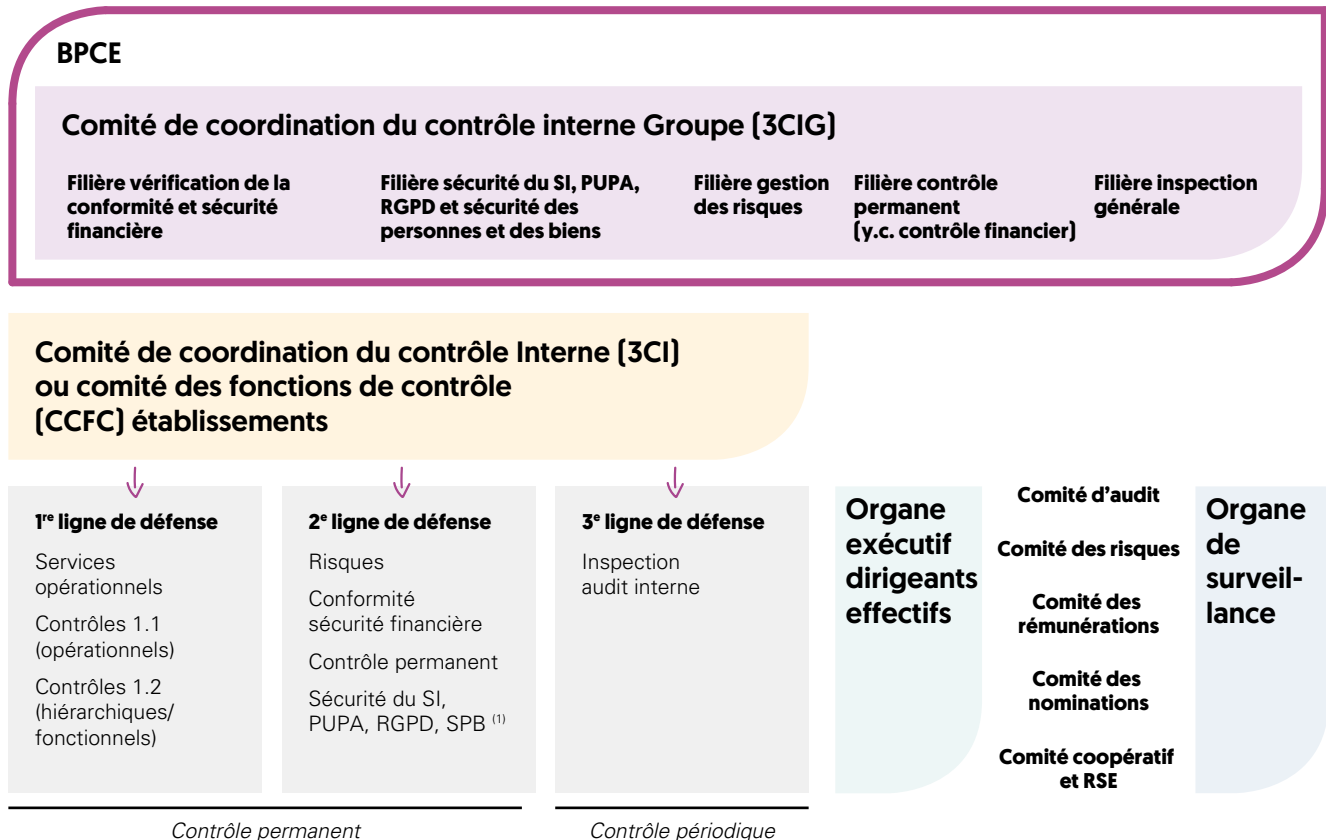 BPCE
Comité de coordination du contrôle interne Groupe (3CIG)
Filière vérification de la
conformité et sécurité
financière
Filière sécurité du SI, PUPA,
RGPD et sécurité des
personnes et des biens
Filière gestion
des risques
Filière contrôle
permanent
(y.c. contrôle financier)
Filière inspection
générale
Comité de coordination du contrôle Interne (3CI)
ou comité des fonctions de contrôle
(CCFC) établissements
1re ligne de défense
Services
opérationnels
Contrôles 1.1
(opérationnels)
Contrôles 1.2
(hiérarchiques/
fonctionnels)
2e ligne de défense
Risques
Conformité
sécurité financière
Contrôle permanent
Sécurité du SI,
PUPA, RGPD, SPB (1)
3e ligne de défense
Inspection
audit interne
Organe
exécutif
dirigeants
effectifs
Comité d’audit
Comité des risques
Comité des
rémunérations
Comité des
nominations
Comité coopératif
et RSE
Organe
de
surveil-
lance
Contrôle permanent
Contrôle périodique